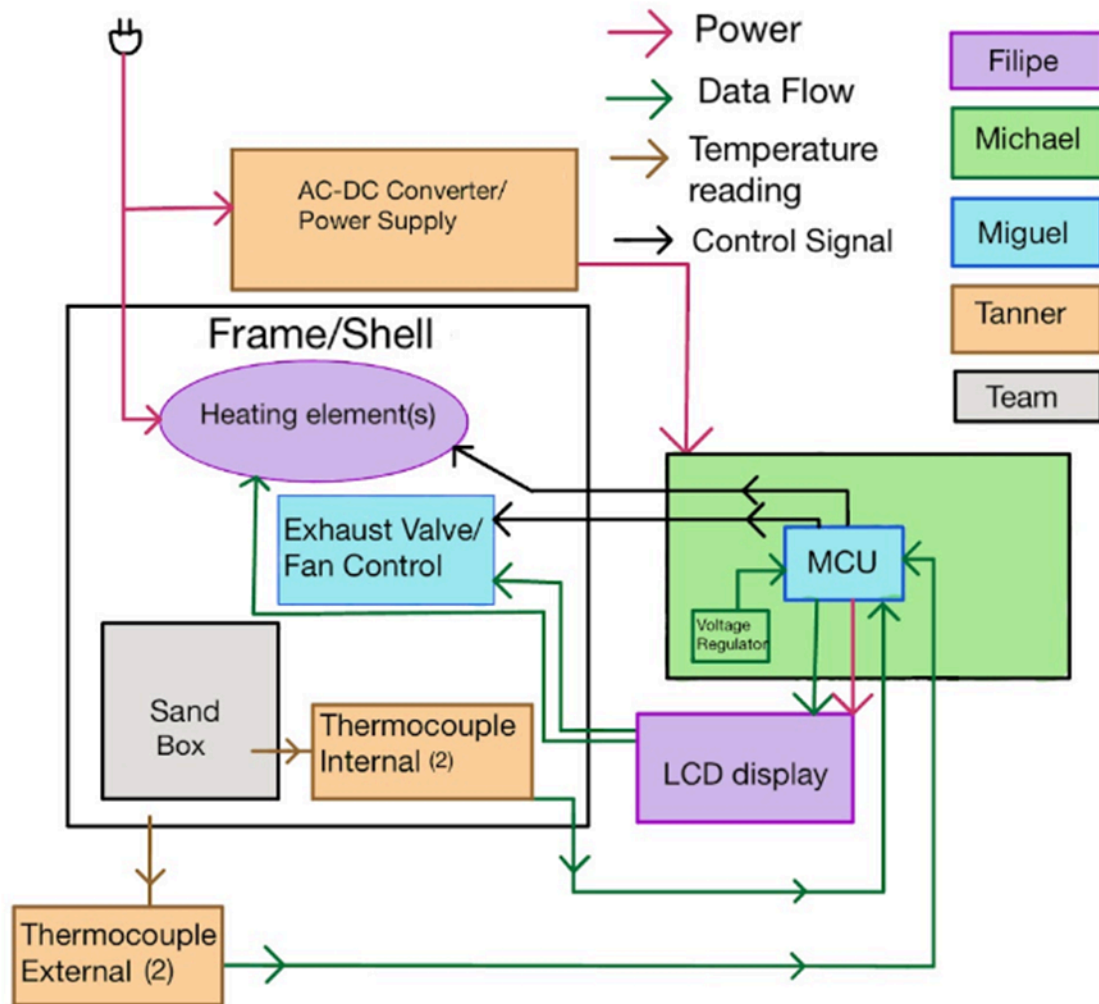 Power
Data Flow
Temperature
reading
Control Signal
Filipe
Michael
Miguel
Tanner
Team
AC-DC Converter/
Power Supply
Frame/Shell
Heating element(s)
Exhaust Valve/
Fan Control
MCU
Voltage
Regulator
Sand
Box
Thermocouple
Internal (2)
LCD display
Thermocouple
External (2)